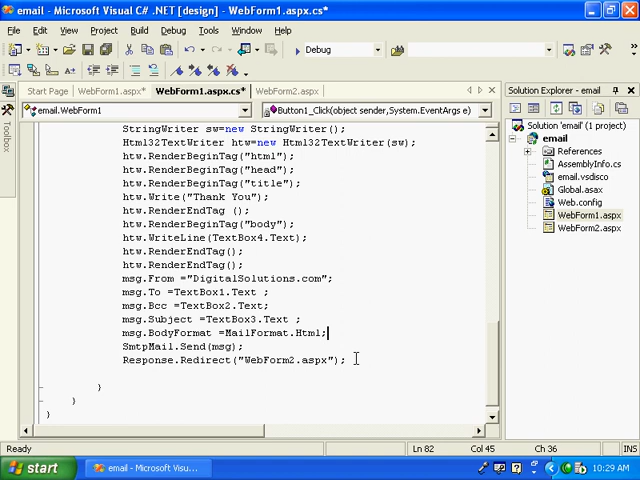 email - Microsoft Visual C# .NET [design] - WebForm1.aspx.cs*
File Edit View Project Build Debug Tools Window Help
Debug
Start Page WebForm1.aspx* WebForm1.aspx.cs* WebForm2.aspx
Solution Explorer - email
email.WebForm1 Button1_Click(object sender,System.EventArgs e)
Toolbox
StringWriter sw=new StringWriter();
Html32TextWriter htw=new Html32TextWriter(sw);
htw.RenderBeginTag("html");
htw.RenderBeginTag("head");
htw.RenderBeginTag("title");
htw.Write("Thank You");
htw.RenderEndTag ();
htw.RenderBeginTag("body");
htw.WriteLine(TextBox4.Text);
htw.RenderEndTag();
htw.RenderEndTag();
msg.From ="DigitalSolutions.com";
msg.To =TextBox1.Text ;
msg.Bcc =TextBox2.Text;
msg.Subject =TextBox3.Text ;
msg.BodyFormat =MailFormat.Html;
SmtpMail.Send(msg);
Response.Redirect("WebForm2.aspx");
}
}
}
Solution 'email' (1 project)
email
References
AssemblyInfo.cs
email.vsdisco
Global.asax
Web.config
WebForm1.aspx
WebForm2.aspx
Ready Ln 82 Col 45 Ch 36 INS
start email - Microsoft Visu... 10:29 AM